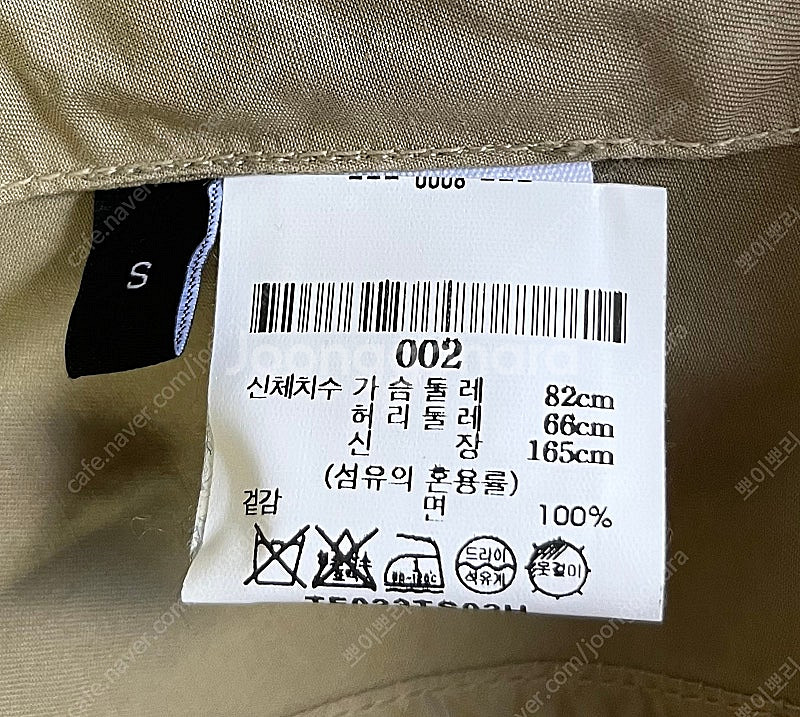 0008
S
002
신체치수 가 슴 둘 레 82cm
허 리 둘 레 66cm
신 장 165cm
(섬유의 혼용률)
겉감 면 100%
드라이
석유계
옷걸이
cafe.naver.com/joonggonara
뽀이뽀리